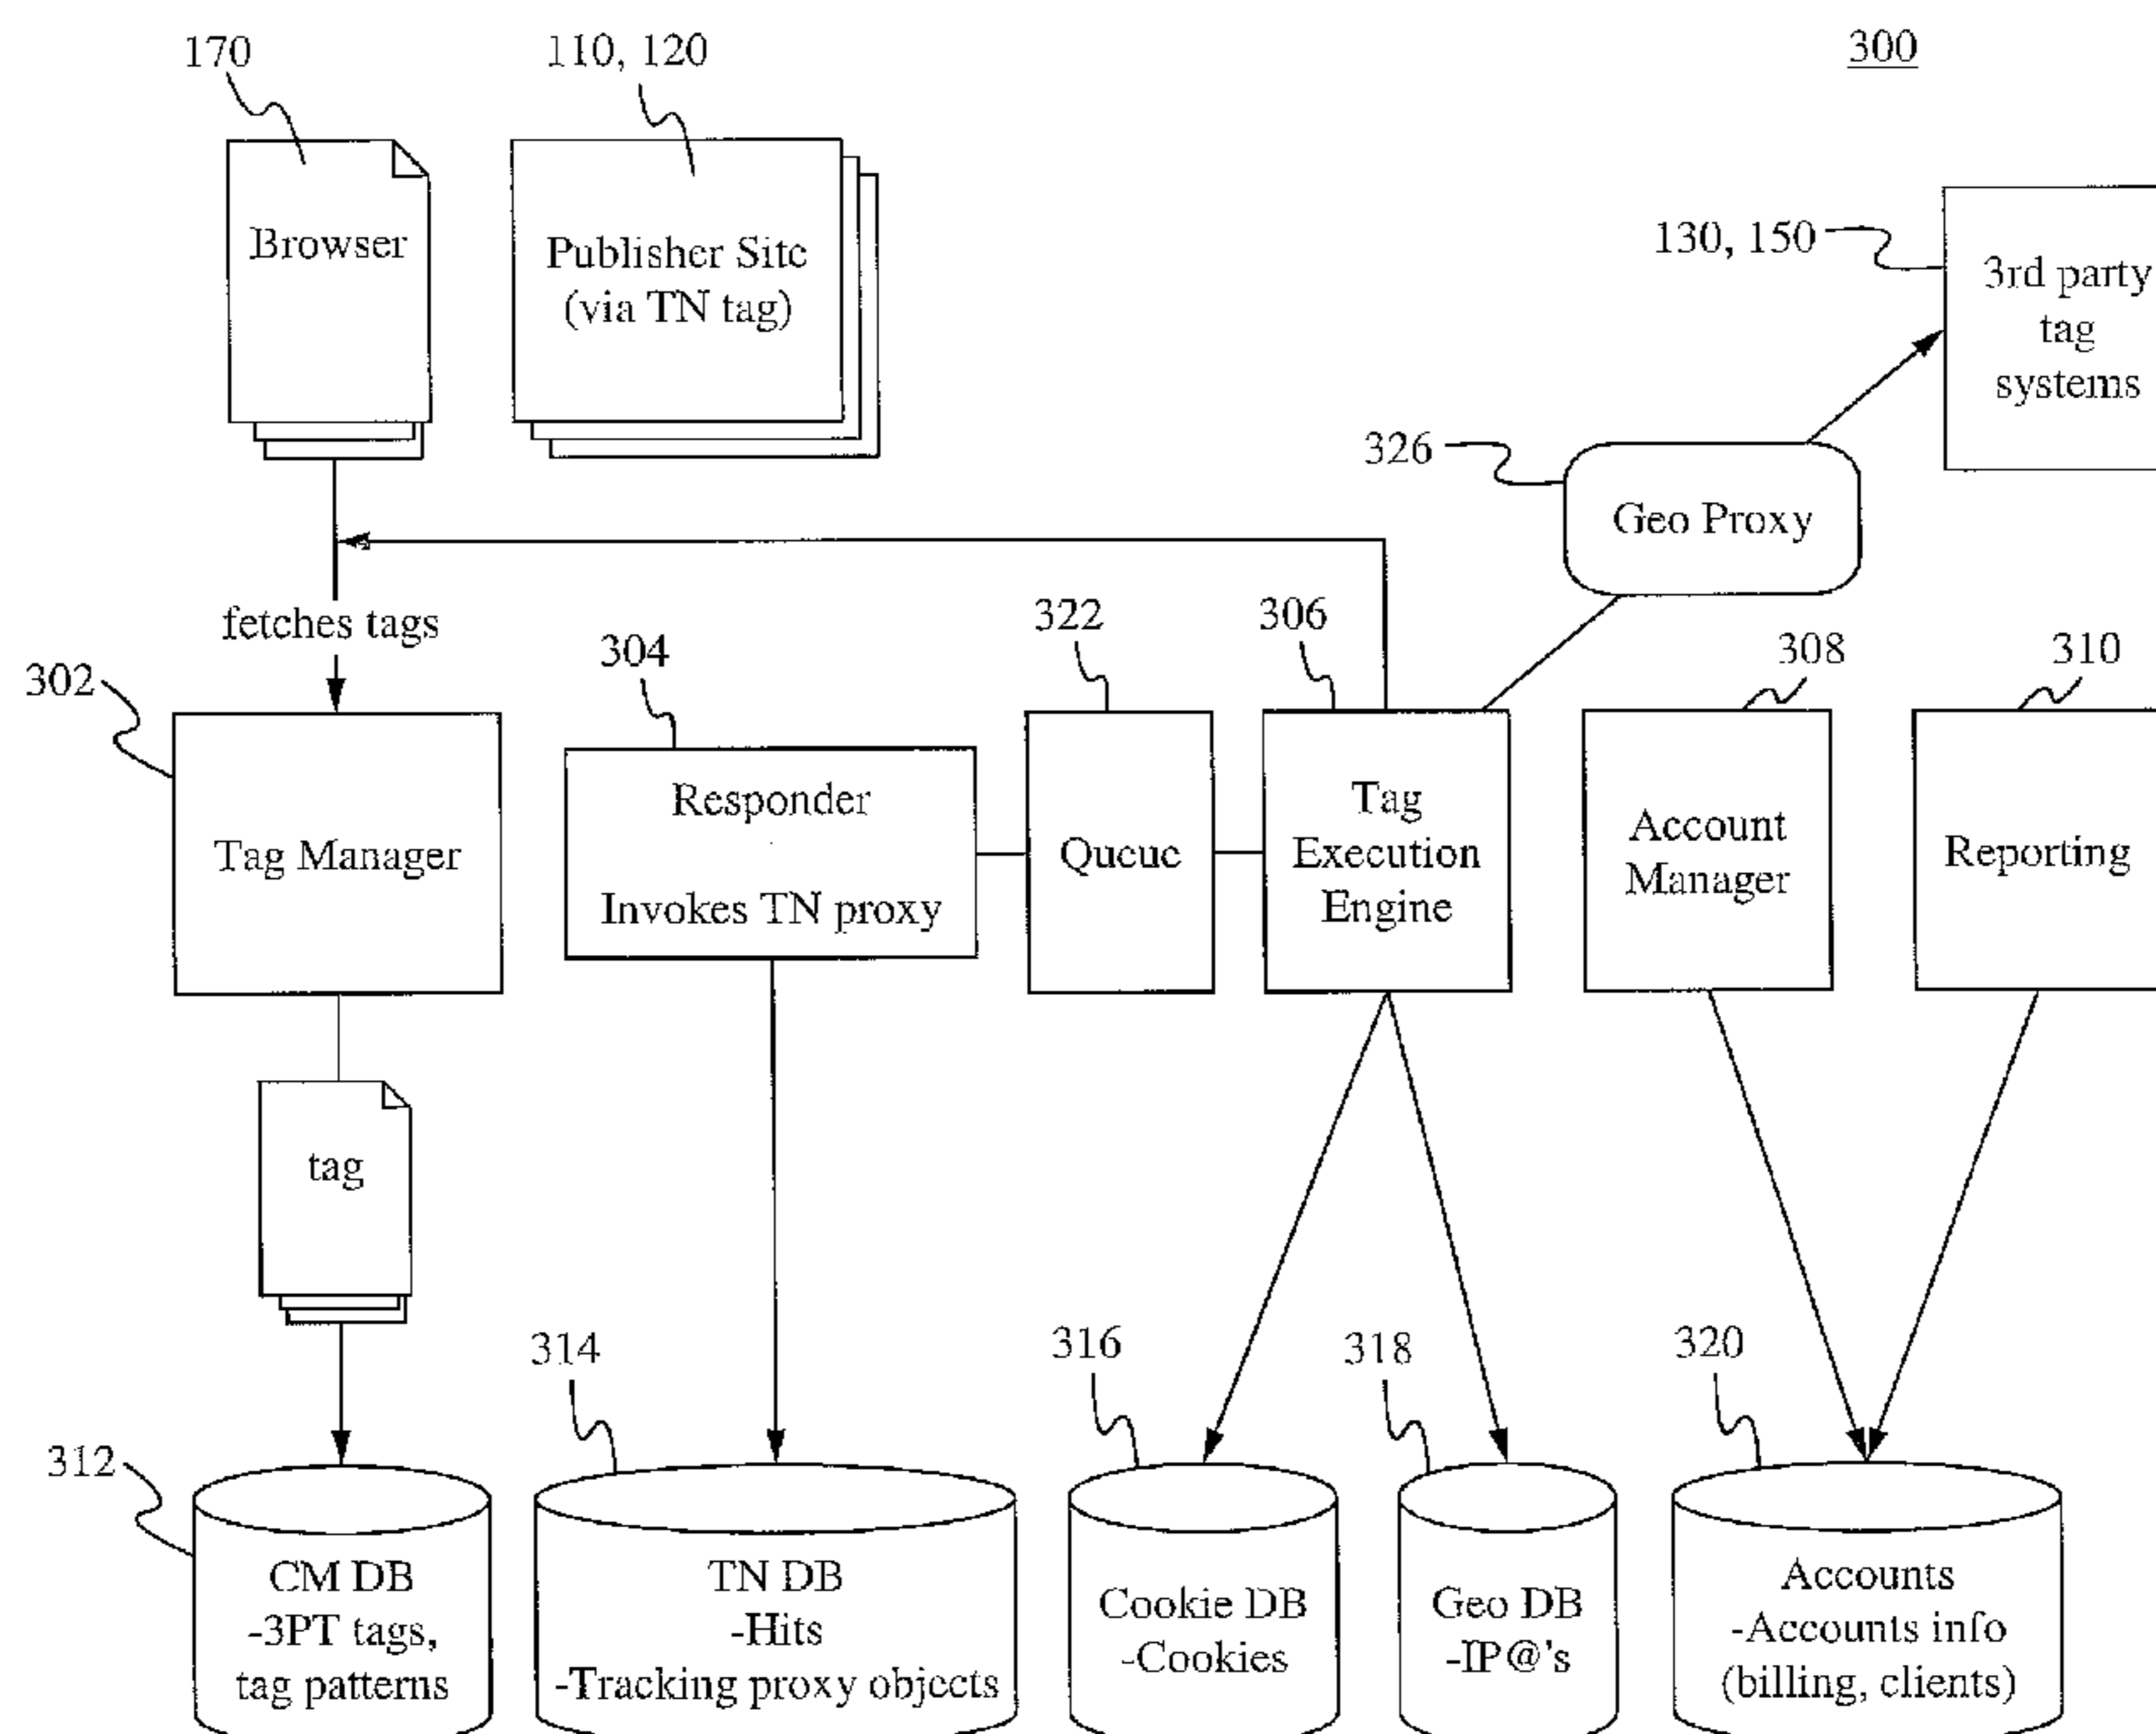 170
110, 120
300
Browser
Publisher Site
(via TN tag)
130, 150
3rd party
tag
systems
326
Geo Proxy
fetches tags
302
304
322
306
308
310
Tag Manager
Responder
Invokes TN proxy
Queue
Tag
Execution
Engine
Account
Manager
Reporting
tag
312
314
316
318
320
CM DB
-3PT tags,
tag patterns
TN DB
-Hits
-Tracking proxy objects
Cookie DB
-Cookies
Geo DB
-IP@'s
Accounts
-Accounts info
(billing, clients)